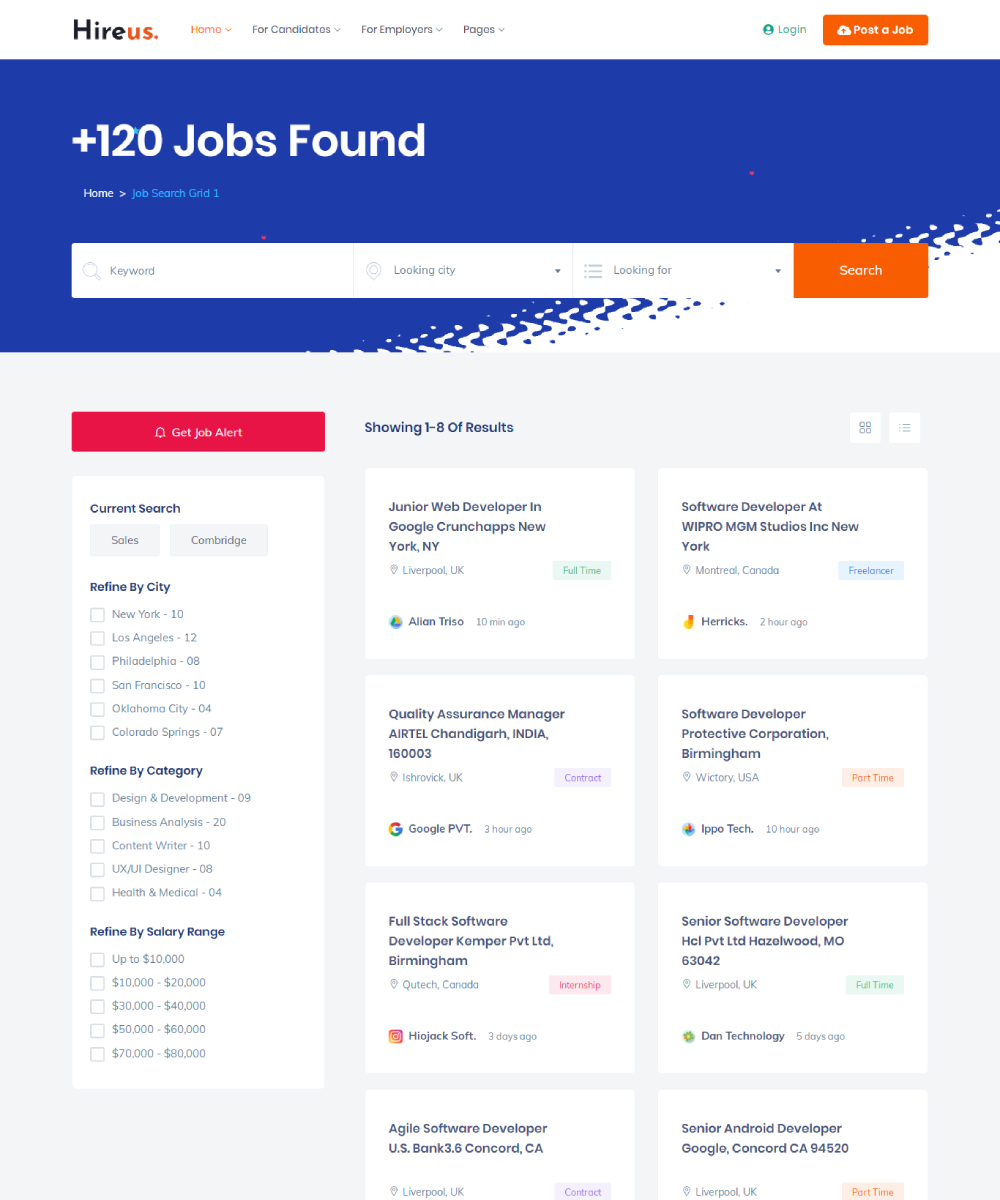 Hireus.
Home
For Candidates
For Employers
Pages
Login
Post a Job
+120 Jobs Found
Home > Job Search Grid 1
Keyword
Looking city
Looking for
Search
Get Job Alert
Current Search
Sales
Combridge
Refine By City
New York - 10
Los Angeles - 12
Philadelphia - 08
San Francisco - 10
Oklahoma City - 04
Colorado Springs - 07
Refine By Category
Design & Development - 09
Business Analysis - 20
Content Writer - 10
UX/UI Designer - 08
Health & Medical - 04
Refine By Salary Range
Up to $10,000
$10,000 - $20,000
$30,000 - $40,000
$50,000 - $60,000
$70,000 - $80,000
Showing 1-8 Of Results
Junior Web Developer In
Google Crunchapps New
York, NY
Liverpool, UK
Full Time
Alian Triso
10 min ago
Software Developer At
WIPRO MGM Studios Inc New
York
Montreal, Canada
Freelancer
Herricks.
2 hour ago
Quality Assurance Manager
AIRTEL Chandigarh, INDIA,
160003
Ishrovick, UK
Contract
Google PVT.
3 hour ago
Software Developer
Protective Corporation,
Birmingham
Wictory, USA
Part Time
Ippo Tech.
10 hour ago
Full Stack Software
Developer Kemper Pvt Ltd,
Birmingham
Qutech, Canada
Internship
Hiojack Soft.
3 days ago
Senior Software Developer
Hcl Pvt Ltd Hazelwood, MO
63042
Liverpool, UK
Full Time
Dan Technology
5 days ago
Agile Software Developer
U.S. Bank3.6 Concord, CA
Liverpool, UK
Contract
Senior Android Developer
Google, Concord CA 94520
Liverpool, UK
Part Time